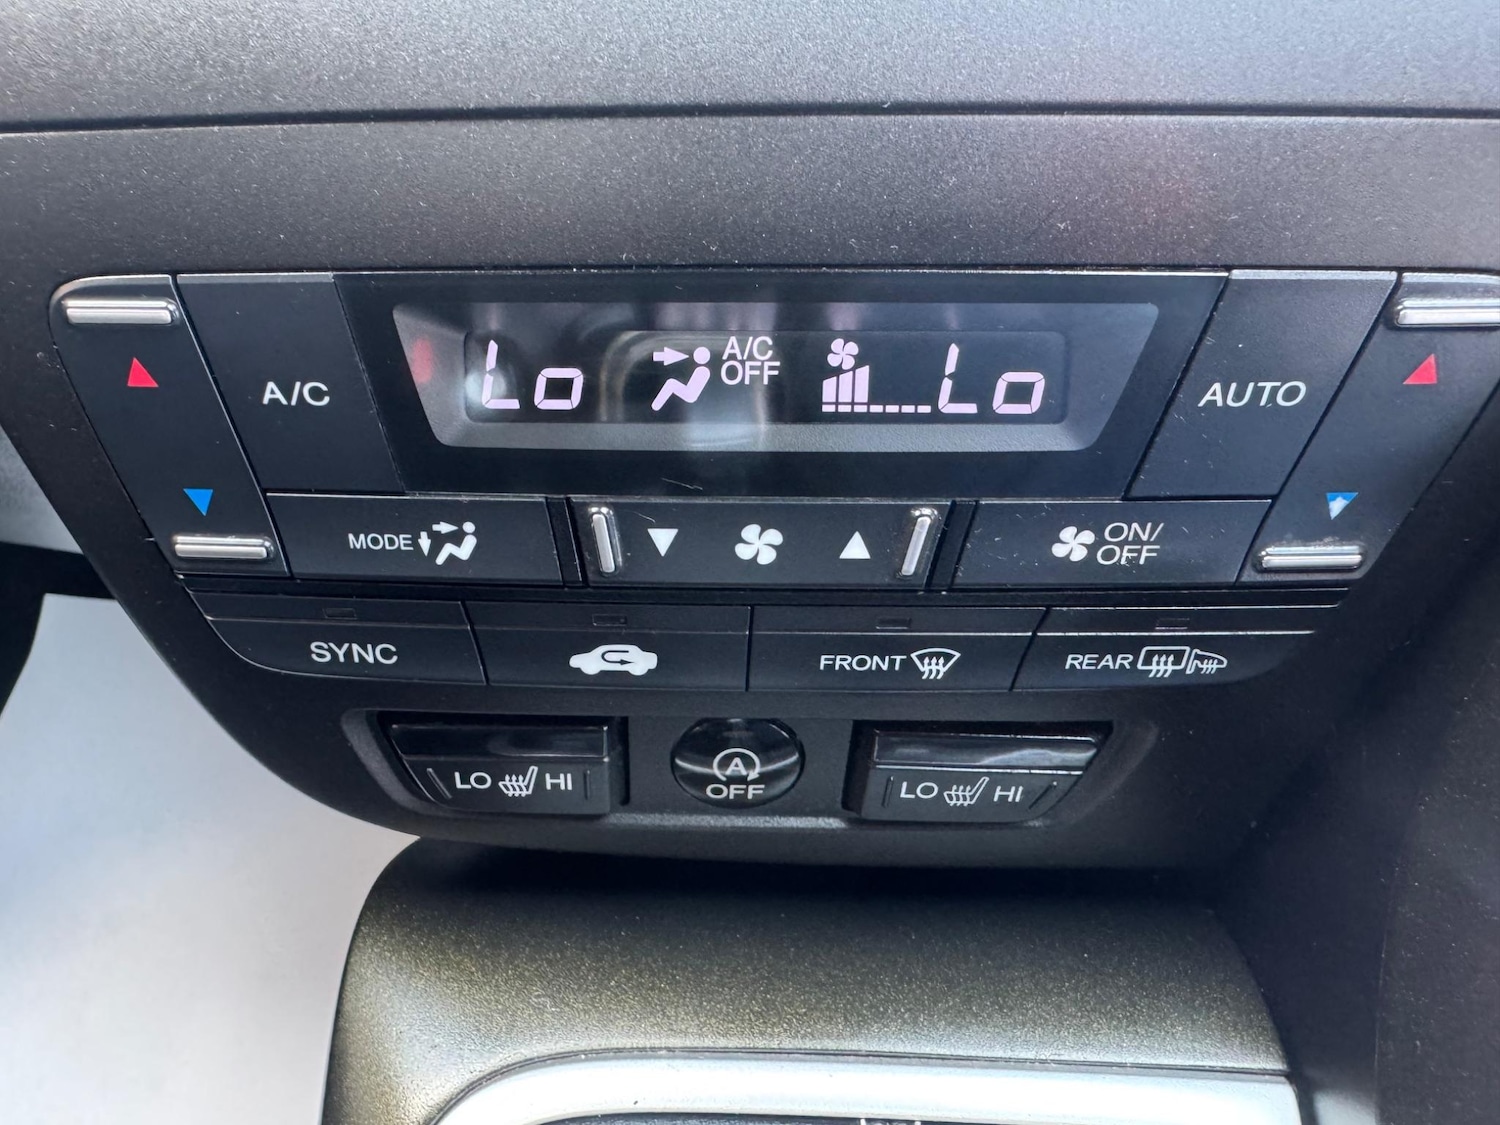 A/C
Lo
A/C
OFF
Lo
AUTO
MODE
ON/
OFF
SYNC
FRONT
REAR
LO HI
A
OFF
LO HI